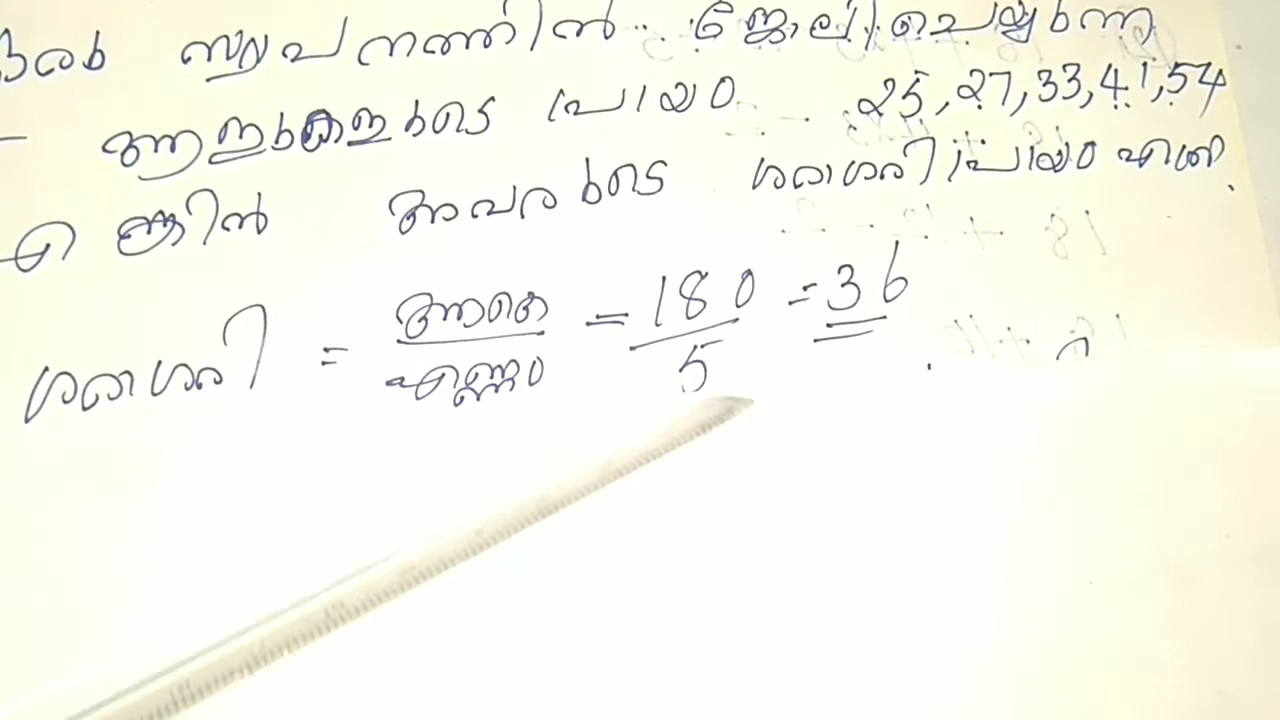 ഒരു സ്ഥാപനത്തിൽ ജോലിചെയ്യുന്ന
ആളുകളുടെ പ്രായം 25, 27, 33, 41, 54
എങ്കിൽ അവരുടെ ശരാശരി പ്രായം എത്ര.
ശരാശരി = തുക / എണ്ണം = 180 / 5 = 36